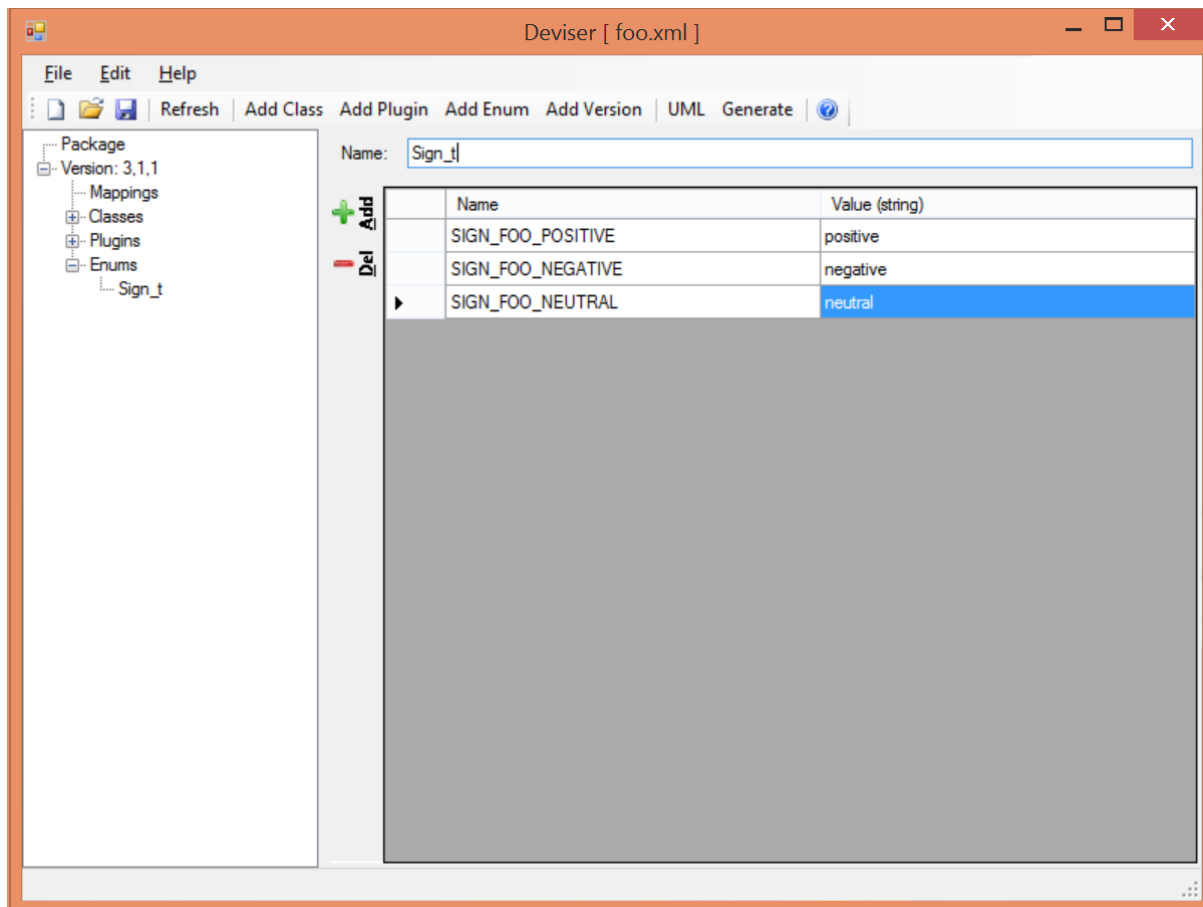 Deviser [ foo.xml ]
File Edit Help
Refresh Add Class Add Plugin Add Enum Add Version UML Generate
Package
Version: 3,1,1
Mappings
Classes
Plugins
Enums
Sign_t
Name: Sign_t
Add
Del
Name Value (string)
SIGN_FOO_POSITIVE positive
SIGN_FOO_NEGATIVE negative
SIGN_FOO_NEUTRAL neutral